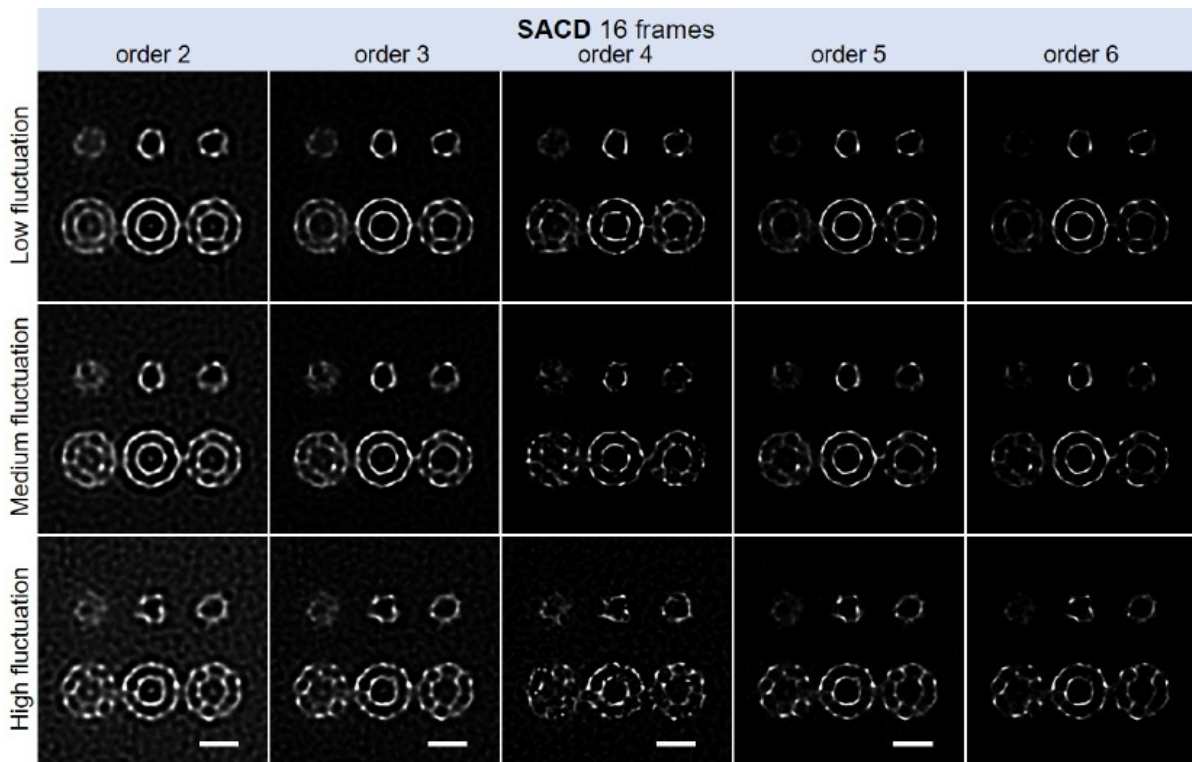 SACD 16 frames
order 2 order 3 order 4 order 5 order 6
Low fluctuation
Medium fluctuation
High fluctuation